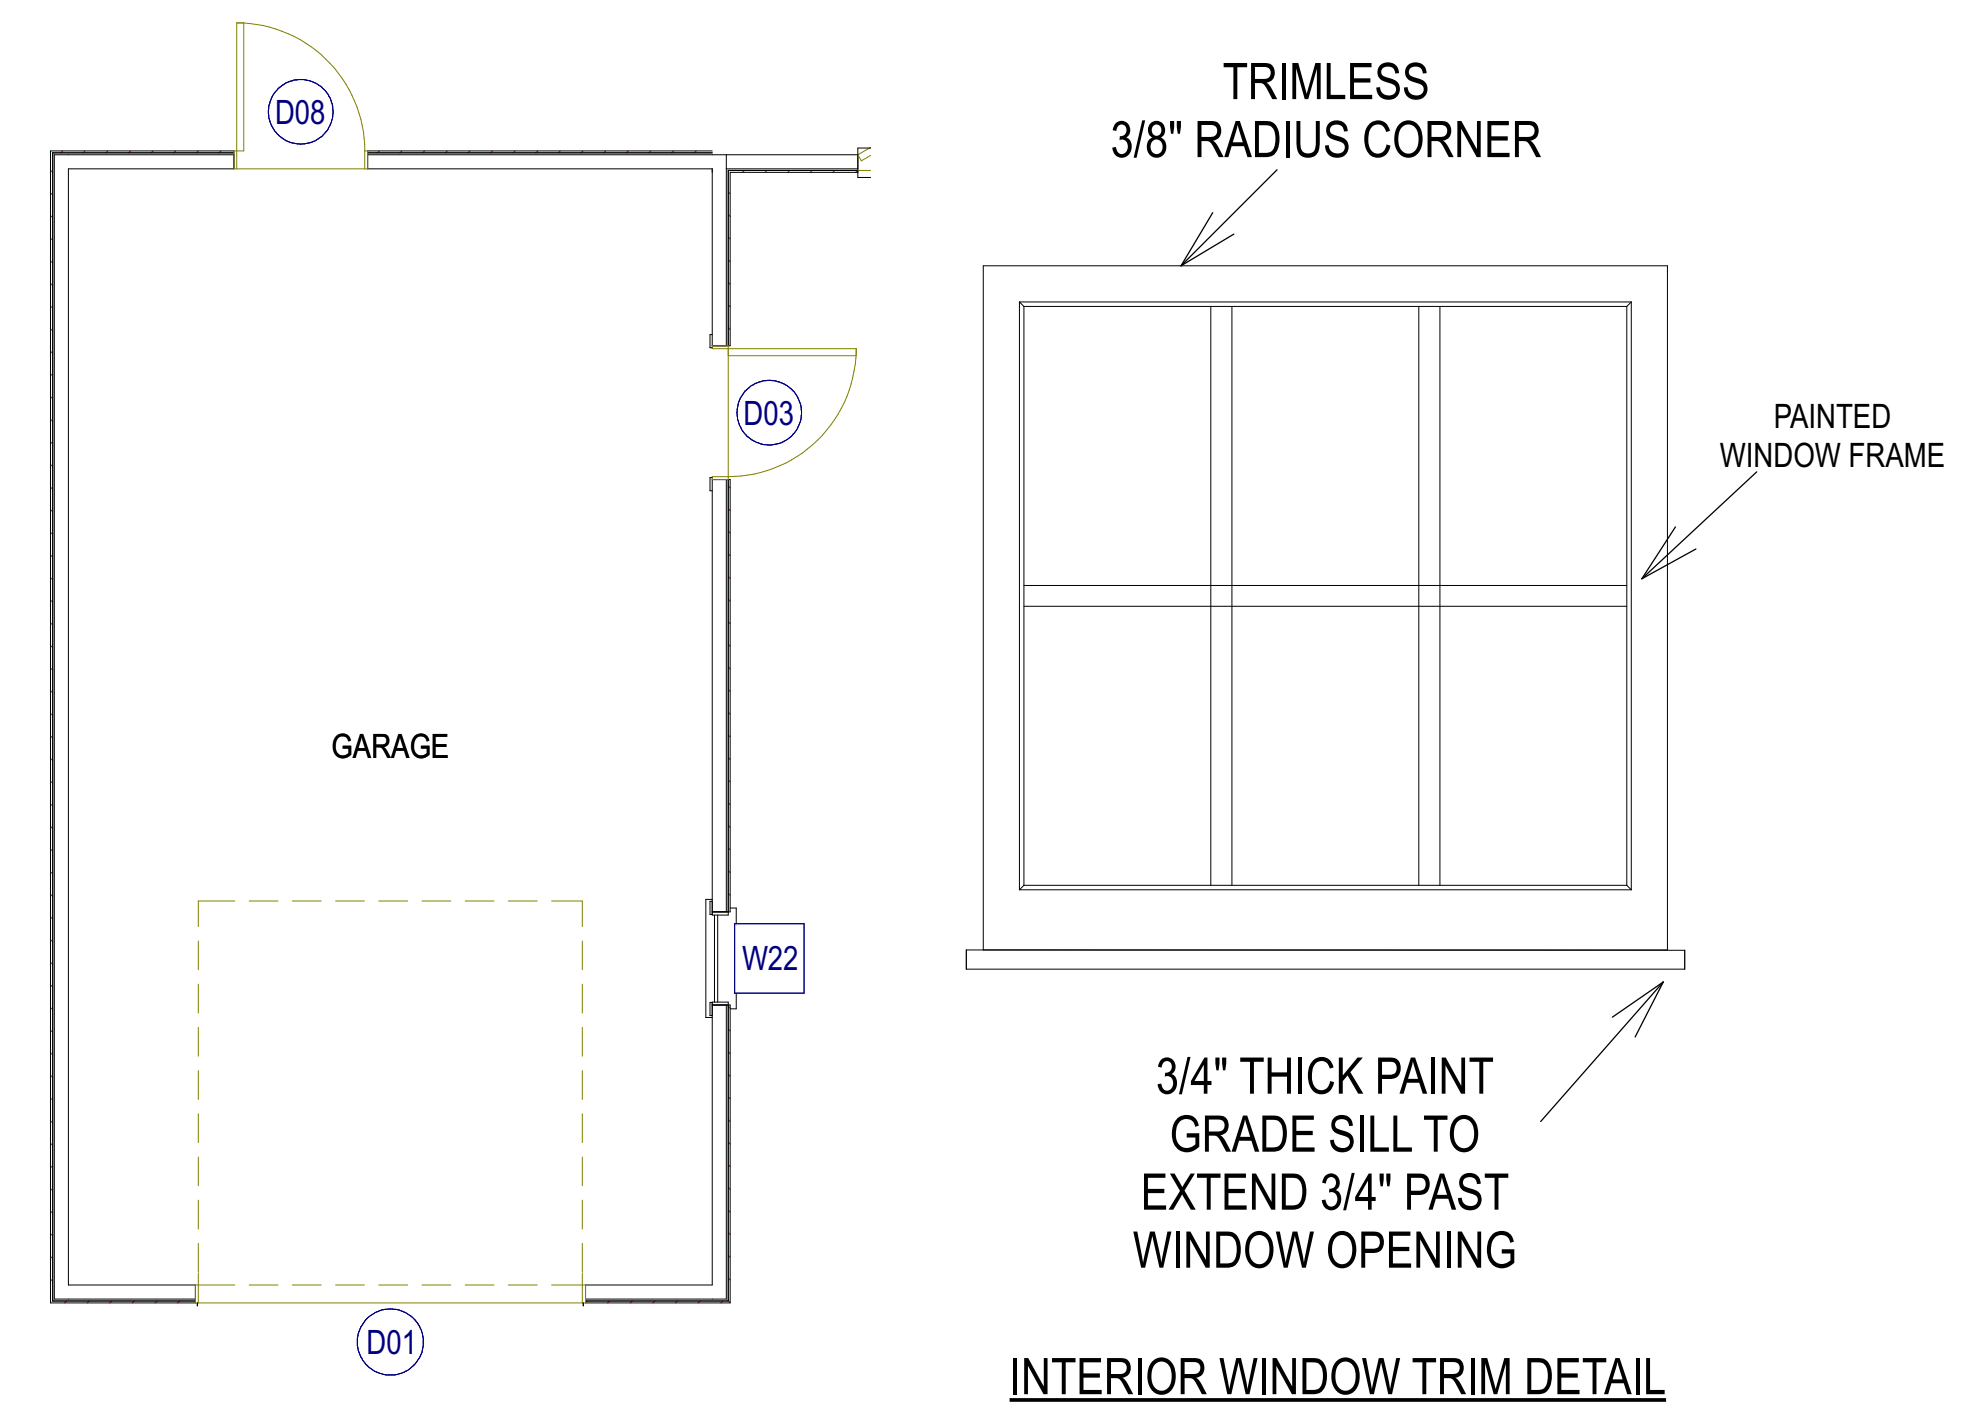 D08
D03
GARAGE
W22
D01
TRIMLESS
3/8" RADIUS CORNER
PAINTED
WINDOW FRAME
3/4" THICK PAINT
GRADE SILL TO
EXTEND 3/4" PAST
WINDOW OPENING
INTERIOR WINDOW TRIM DETAIL